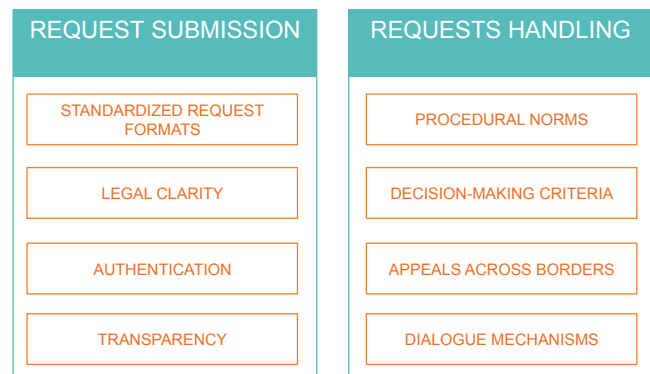 REQUEST SUBMISSION
STANDARDIZED REQUEST
FORMATS
LEGAL CLARITY
AUTHENTICATION
TRANSPARENCY
REQUESTS HANDLING
PROCEDURAL NORMS
DECISION-MAKING CRITERIA
APPEALS ACROSS BORDERS
DIALOGUE MECHANISMS